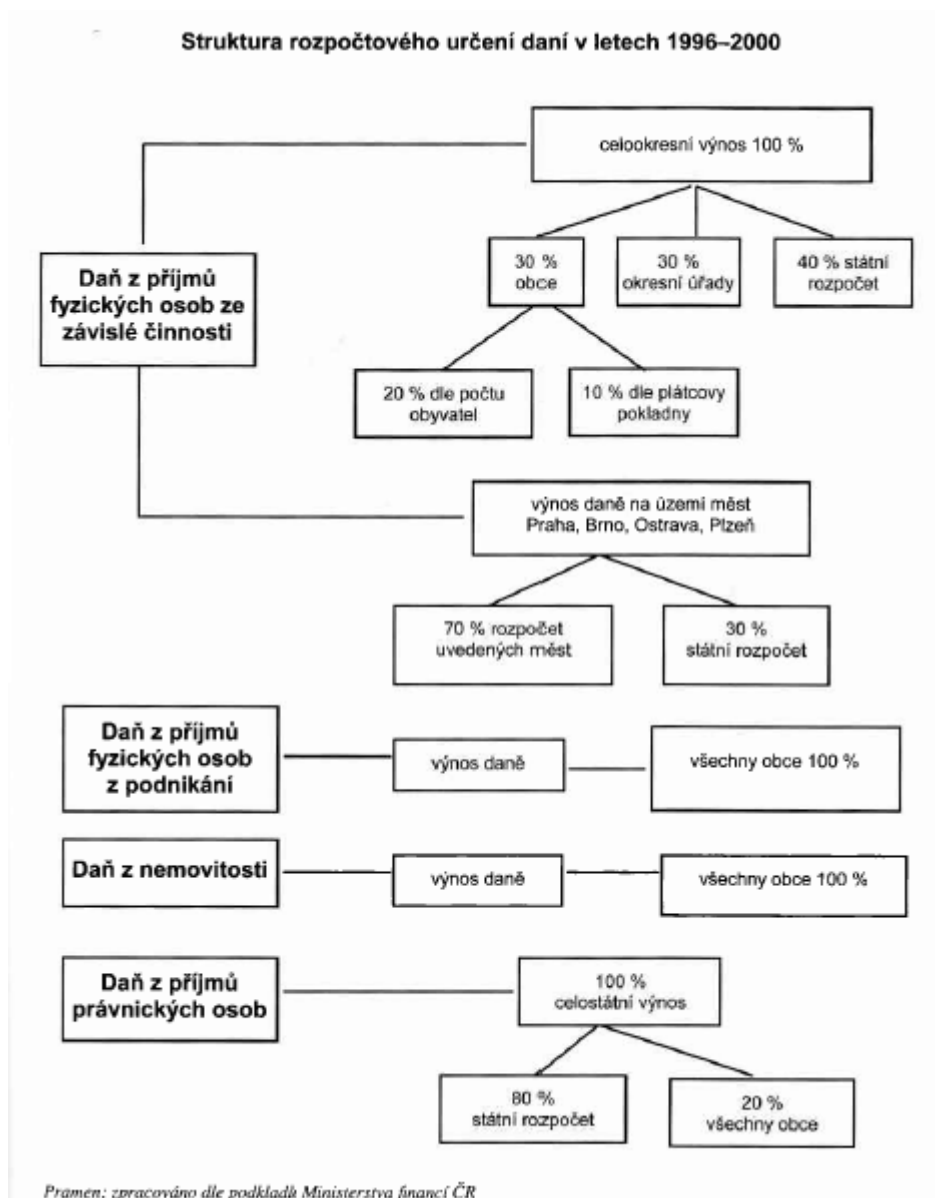 Struktura rozpočtového určení daní v letech 1996–2000
celookresní výnos 100 %
30 %
obce
30 %
okresní úřady
40 % státní
rozpočet
Daň z příjmů
fyzických osob ze
závislé činnosti
20 % dle počtu
obyvatel
10 % dle plátcovy
pokladny
výnos daně na území měst
Praha, Brno, Ostrava, Plzeň
70 % rozpočet
uvedených měst
30 %
státní rozpočet
Daň z příjmů
fyzických osob
z podnikání
výnos daně
všechny obce 100 %
Daň z nemovitosti
výnos daně
všechny obce 100 %
Daň z příjmů
právnických osob
100 %
celostátní výnos
80 %
státní rozpočet
20 %
všechny obce
Pramen: zpracováno dle podkladů Ministerstva financí ČR